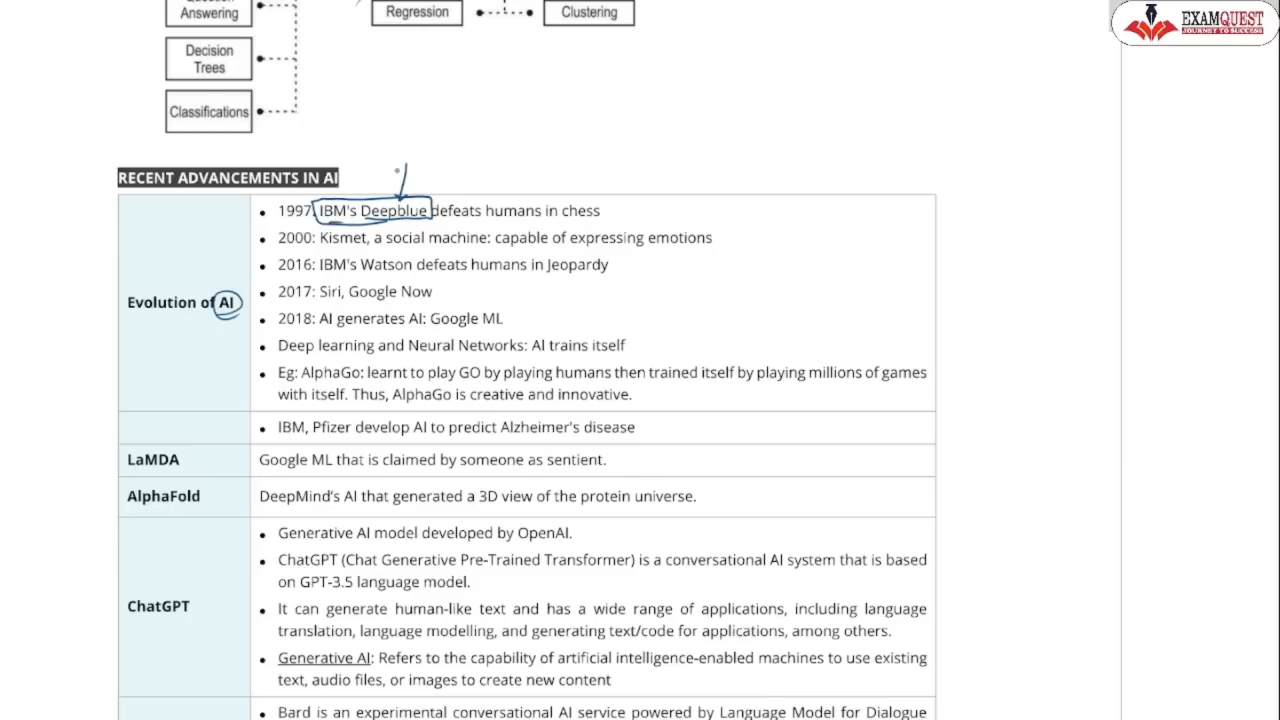 Question
Answering
Regression
Clustering
EXAMQUEST
JOURNEY TO SUCCESS
Decision
Trees
Classifications
RECENT ADVANCEMENTS IN AI
Evolution of AI
• 1997: IBM's Deepblue defeats humans in chess
• 2000: Kismet, a social machine: capable of expressing emotions
• 2016: IBM's Watson defeats humans in Jeopardy
• 2017: Siri, Google Now
• 2018: AI generates AI: Google ML
• Deep learning and Neural Networks: AI trains itself
• Eg: AlphaGo: learnt to play GO by playing humans then trained itself by playing millions of games
with itself. Thus, AlphaGo is creative and innovative.
• IBM, Pfizer develop AI to predict Alzheimer's disease
LaMDA
Google ML that is claimed by someone as sentient.
AlphaFold
DeepMind's AI that generated a 3D view of the protein universe.
ChatGPT
• Generative AI model developed by OpenAI.
• ChatGPT (Chat Generative Pre-Trained Transformer) is a conversational AI system that is based
on GPT-3.5 language model.
• It can generate human-like text and has a wide range of applications, including language
translation, language modelling, and generating text/code for applications, among others.
• Generative AI: Refers to the capability of artificial intelligence-enabled machines to use existing
text, audio files, or images to create new content
• Bard is an experimental conversational AI service powered by Language Model for Dialogue